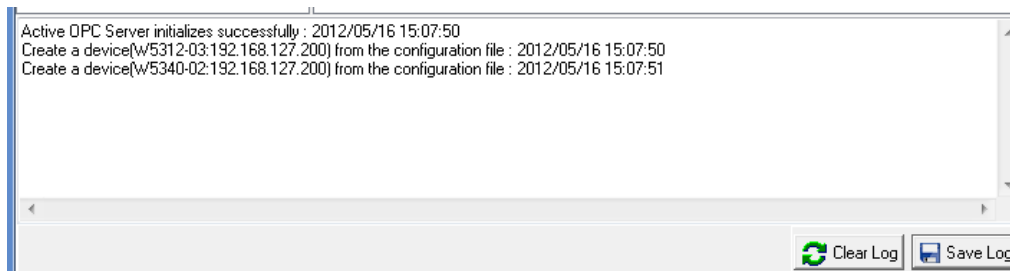 Active OPC Server initializes successfully : 2012/05/16 15:07:50
Create a device(W5312-03:192.168.127.200) from the configuration file : 2012/05/16 15:07:50
Create a device(W5340-02:192.168.127.200) from the configuration file : 2012/05/16 15:07:51
Clear Log
Save Log